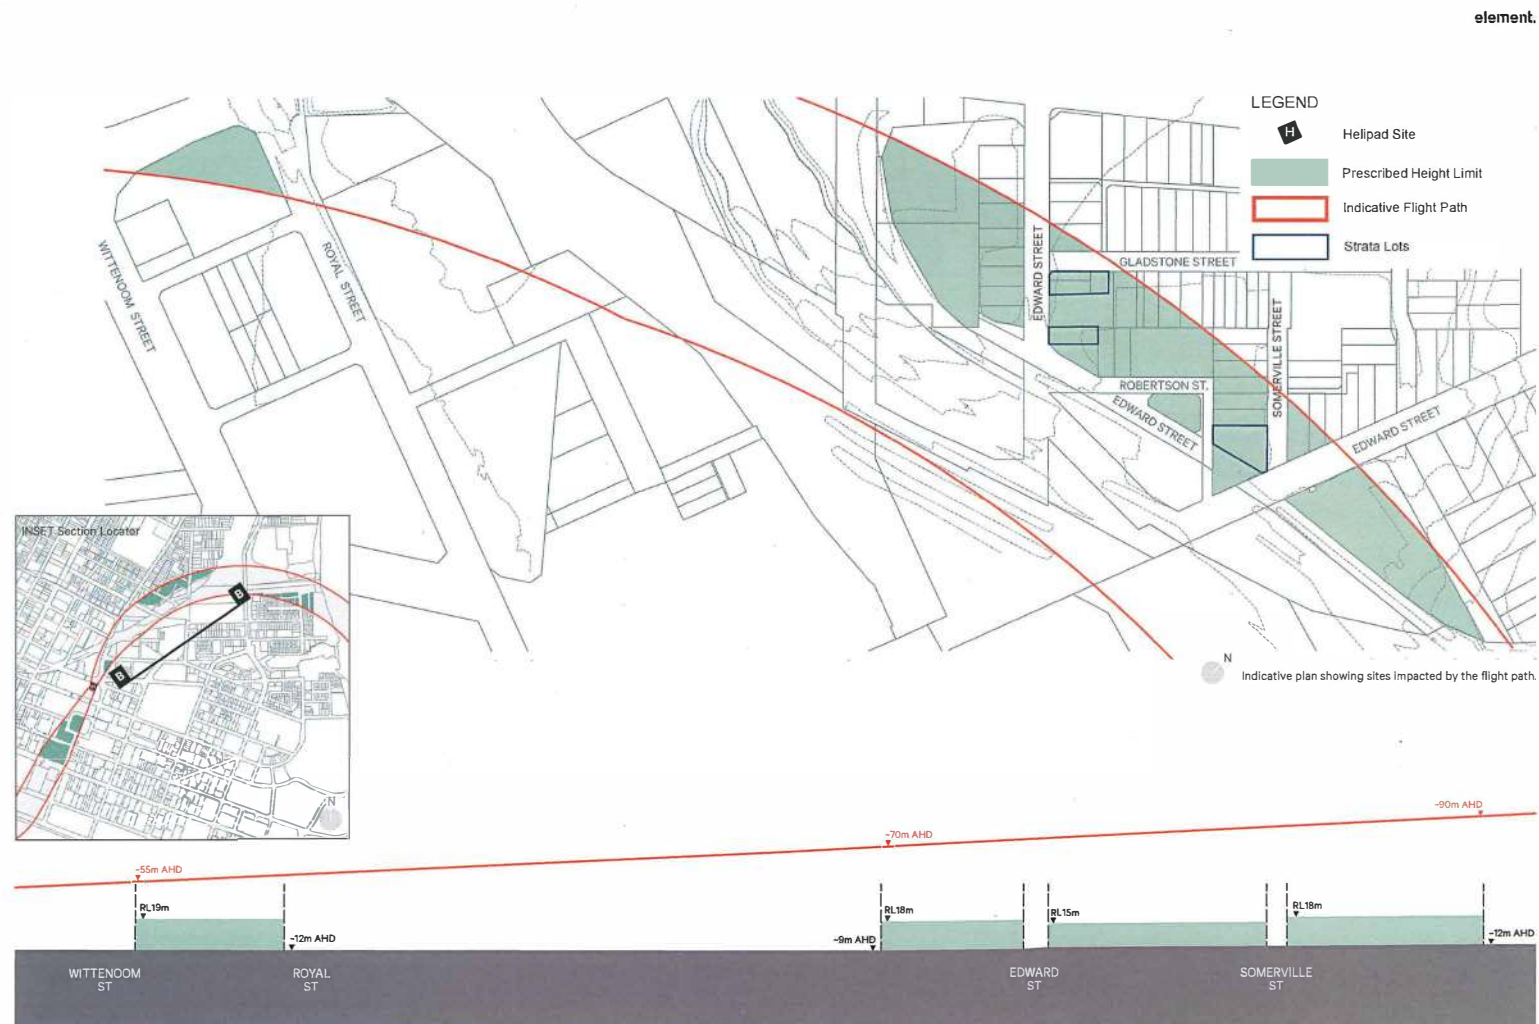 element.
LEGEND
H
Helipad Site
Prescribed Height Limit
Indicative Flight Path
Strata Lots
WITTENOOM STREET
ROYAL STREET
EDWARD STREET
GLADSTONE STREET
SOMERVILLE STREET
ROBERTSON ST.
EDWARD STREET
EDWARD STREET
INSET Section Locator
B
B
N
N
Indicative plan showing sites impacted by the flight path.
~55m AHD
~70m AHD
~90m AHD
RL19m
~12m AHD
~9m AHD
RL18m
RL15m
RL18m
~12m AHD
WITTENOOM
ST
ROYAL
ST
EDWARD
ST
SOMERVILLE
ST